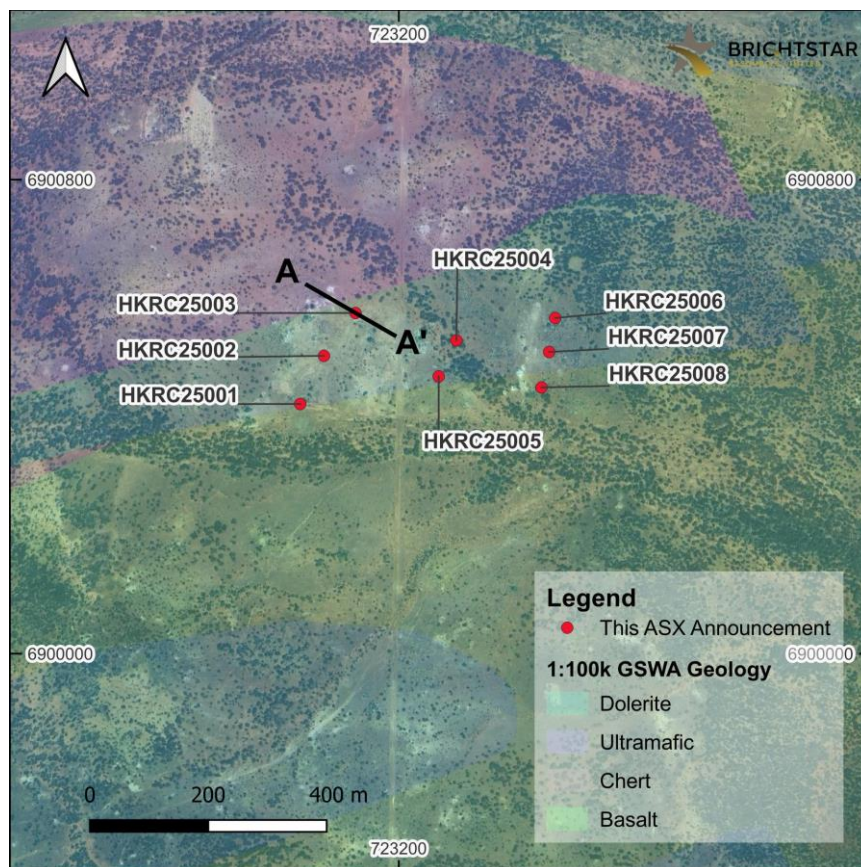 723200
BRICHTSTAR
6900800
6900800
HKRC25004
A
HKRC25003
HKRC25006
A'
HKRC25002
HKRC25007
HKRC25001
HKRC25008
HKRC25005
Legend
This ASX Announcement
6900000
6900000
1:100k GSWA Geology
Dolerite
Ultramafic
Chert
Basalt
0 200 400 m
723200